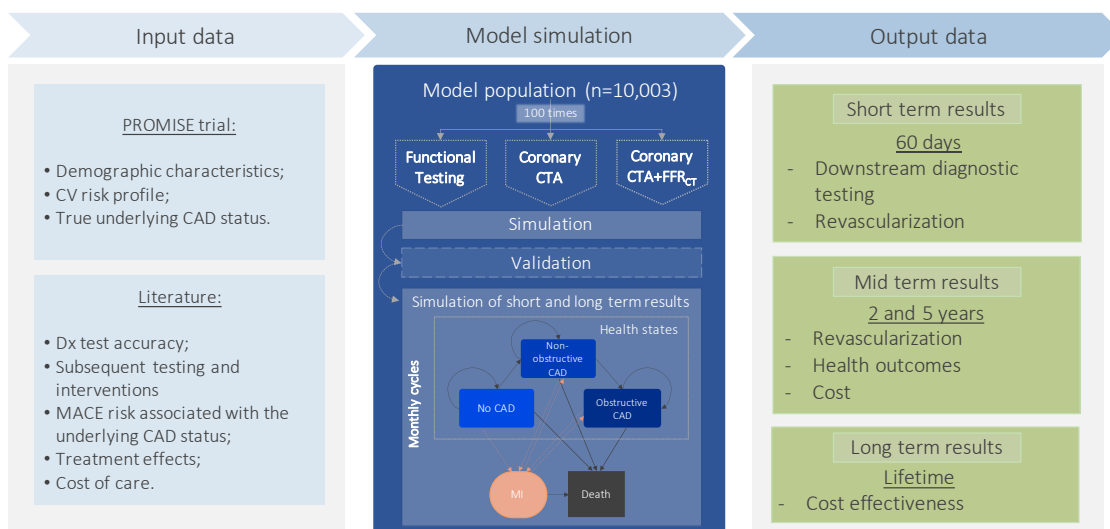 Input data
Model simulation
Output data
PROMISE trial:
• Demographic characteristics;
• CV risk profile;
• True underlying CAD status.
Literature:
• Dx test accuracy;
• Subsequent testing and
interventions
• MACE risk associated with the
underlying CAD status;
• Treatment effects;
• Cost of care.
Model population (n=10,003)
100 times
Functional
Testing
Coronary
CTA
Coronary
CTA+FFRCT
Simulation
Validation
Simulation of short and long term results
Health states
Monthly cycles
Non-
obstructive
CAD
No CAD
Obstructive
CAD
MI
Death
Short term results
60 days
- Downstream diagnostic
testing
- Revascularization
Mid term results
2 and 5 years
- Revascularization
- Health outcomes
- Cost
Long term results
Lifetime
- Cost effectiveness